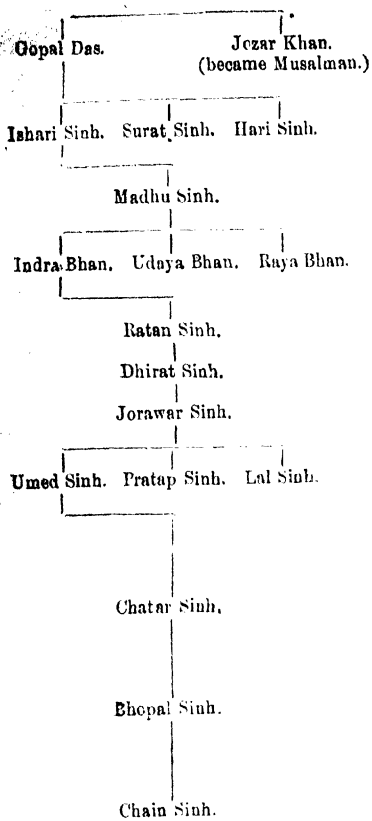 Gopal Das. Jozar Khan.
(became Musalman.)
Ishari Sinh. Surat Sinh. Hari Sinh.
Madhu Sinh.
Indra Bhan. Udaya Bhan. Raya Bhan.
Ratan Sinh.
Dhirat Sinh.
Jorawar Sinh.
Umed Sinh. Pratap Sinh. Lal Sinh.
Chatar Sinh.
Bhopal Sinh.
Chain Sinh.